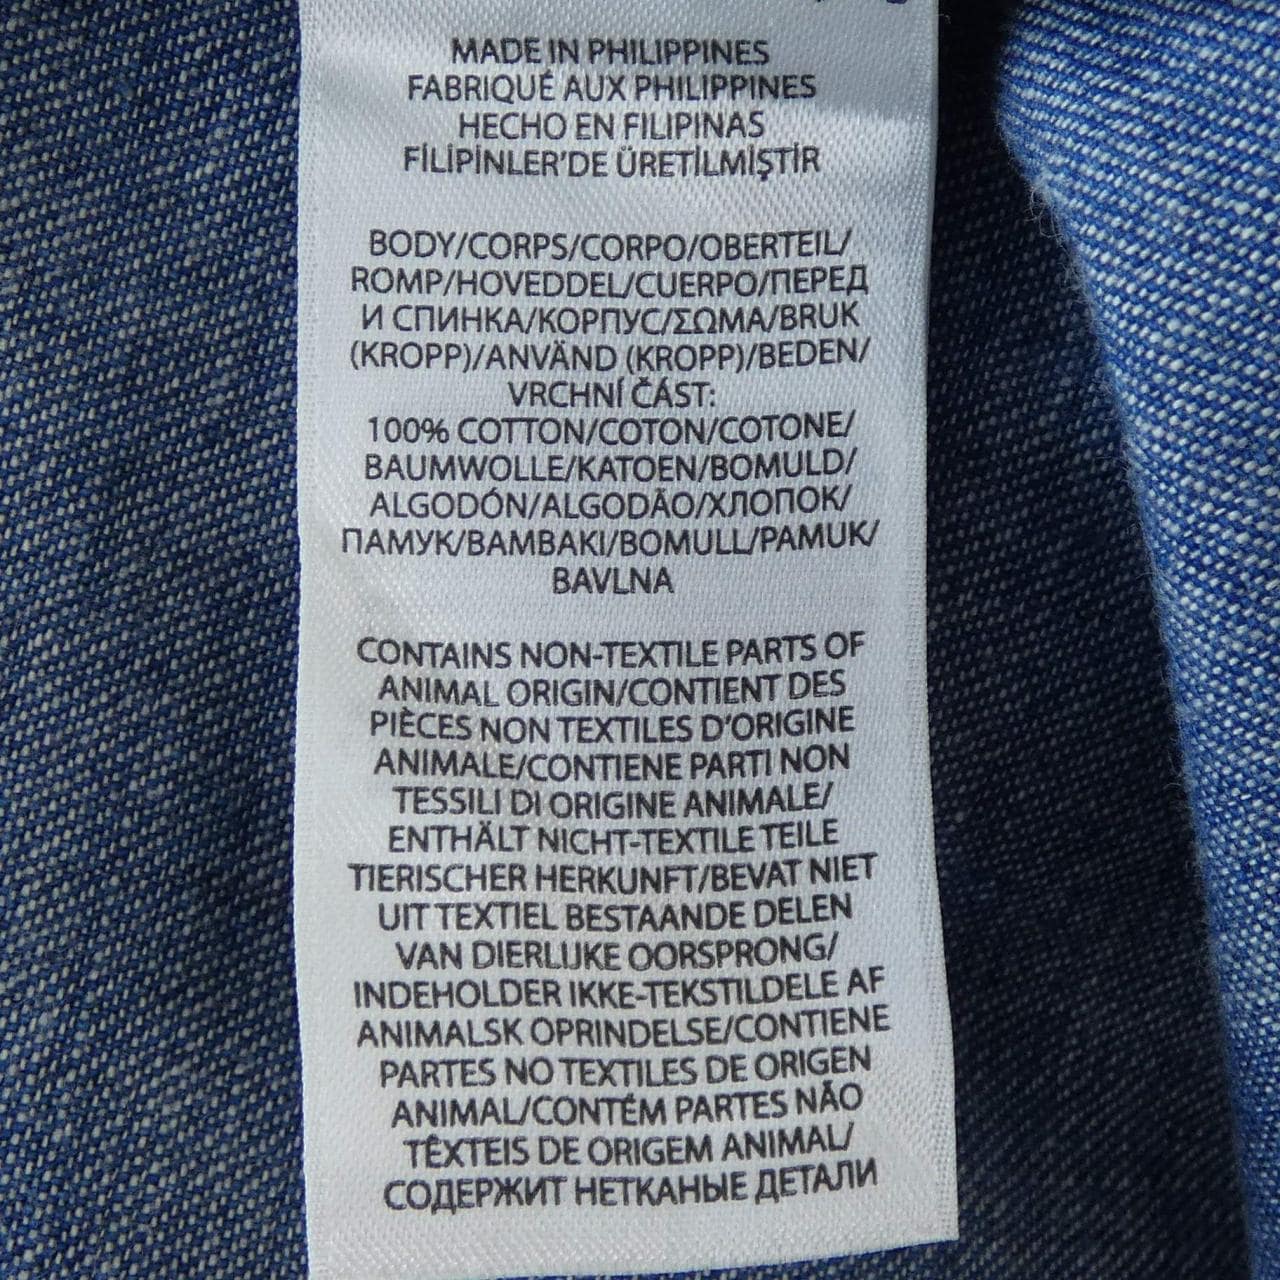 MADE IN PHILIPPINES
FABRIQUÉ AUX PHILIPPINES
HECHO EN FILIPINAS
FİLİPİNLER'DE ÜRETİLMİŞTİR
BODY/CORPS/CORPO/OBERTEIL/
ROMP/HOVEDDEL/CUERPO/ПЕРЕД
И СПИНКА/КОРПУС/ΣΩΜΑ/BRUK
(KROPP)/ANVÄND (KROPP)/BEDEN/
VRCHNÍ ČÁST:
100% COTTON/COTON/COTONE/
BAUMWOLLE/KATOEN/BOMULD/
ALGODÓN/ALGODÃO/ХЛОПОК/
ПАМУК/ΒΑΜΒΑΚΙ/BOMULL/PAMUK/
BAVLNA
CONTAINS NON-TEXTILE PARTS OF
ANIMAL ORIGIN/CONTIENT DES
PIÈCES NON TEXTILES D'ORIGINE
ANIMALE/CONTIENE PARTI NON
TESSILI DI ORIGINE ANIMALE/
ENTHÄLT NICHT-TEXTILE TEILE
TIERISCHER HERKUNFT/BEVAT NIET
UIT TEXTIEL BESTAANDE DELEN
VAN DIERLIJKE OORSPRONG/
INDEHOLDER IKKE-TEKSTILDELE AF
ANIMALSK OPRINDELSE/CONTIENE
PARTES NO TEXTILES DE ORIGEN
ANIMAL/CONTÉM PARTES NÃO
TÊXTEIS DE ORIGEM ANIMAL/
СОДЕРЖИТ НЕТКАНЫЕ ДЕТАЛИ